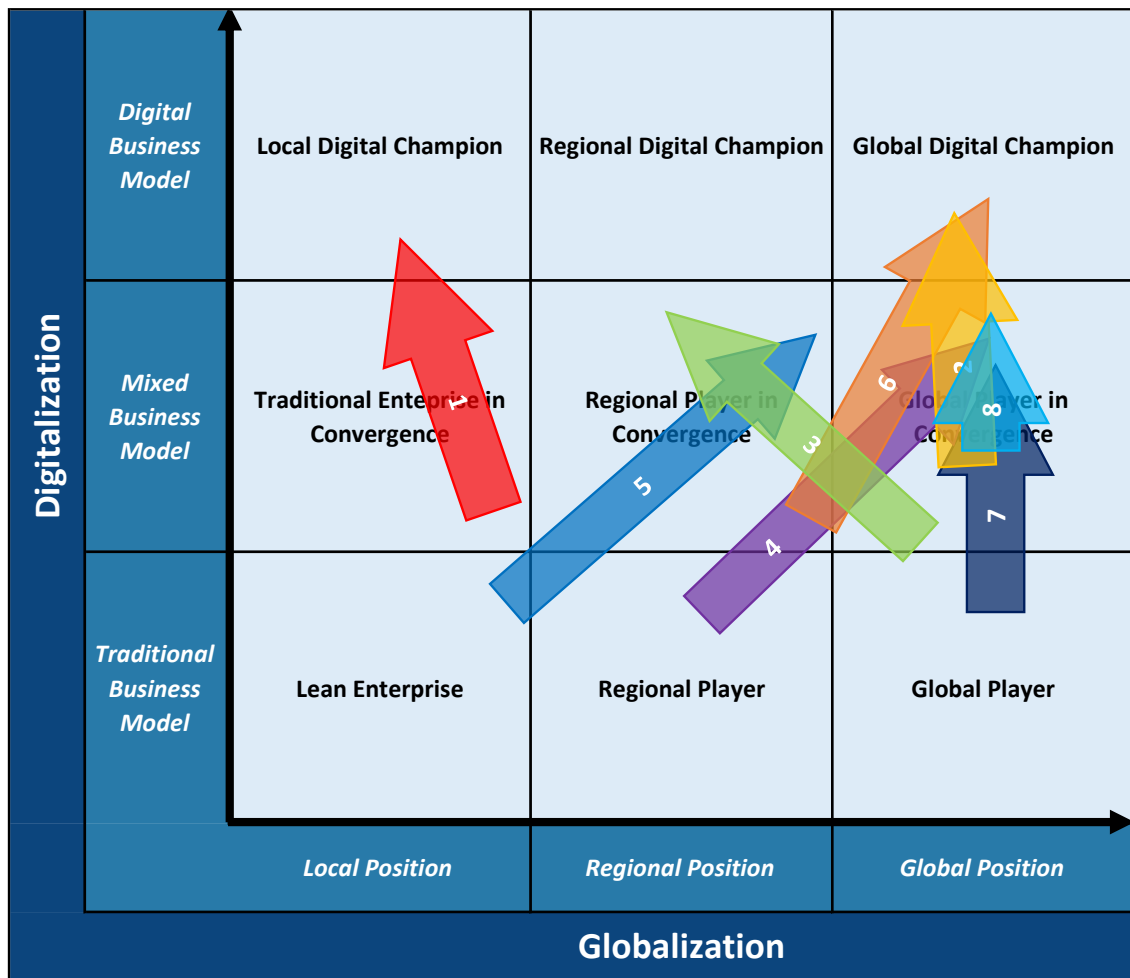 Digitalization
Digital
Business
Model
Local Digital Champion
Regional Digital Champion
Global Digital Champion
Mixed
Business
Model
Traditional Enteprise in
Convergence
Regional Player in
Convergence
Global Player in
Convergence
1
5
3
4
6
2
8
7
Traditional
Business
Model
Lean Enterprise
Regional Player
Global Player
Local Position
Regional Position
Global Position
Globalization